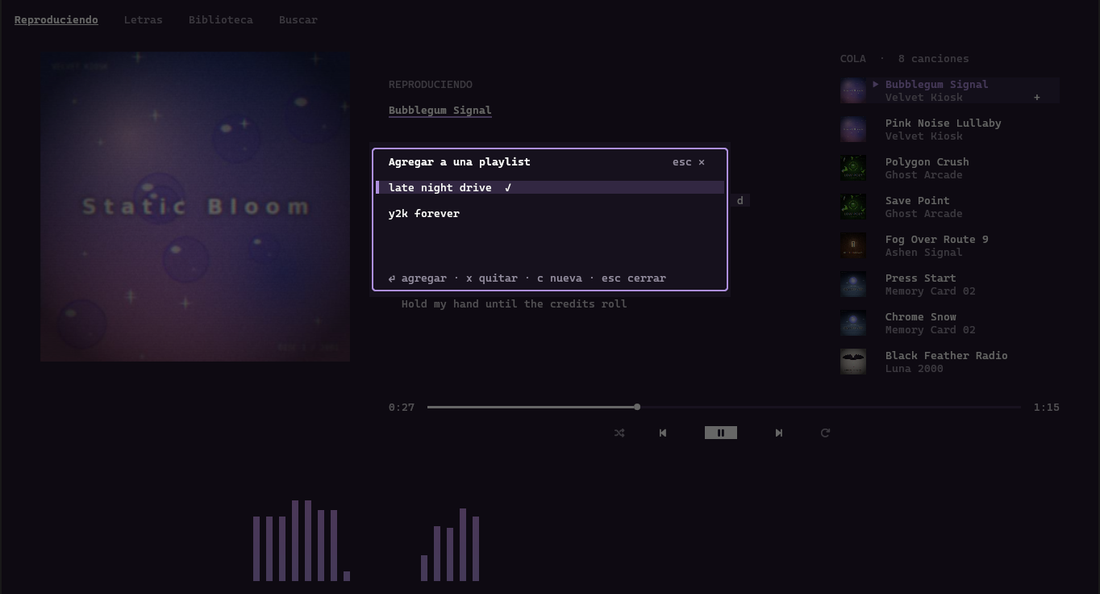 Reproduciendo Letras Biblioteca Buscar
Static Bloom
REPRODUCIENDO
Bubblegum Signal
Agregar a una playlist esc ×
late night drive ✓
y2k forever
↵ agregar · x quitar · c nueva · esc cerrar
d
Hold my hand until the credits roll
COLA · 8 canciones
▶ Bubblegum Signal
Velvet Kiosk +
Pink Noise Lullaby
Velvet Kiosk
Polygon Crush
Ghost Arcade
Save Point
Ghost Arcade
Fog Over Route 9
Ashen Signal
Press Start
Memory Card 02
Chrome Snow
Memory Card 02
Black Feather Radio
Luna 2000
0:27 1:15